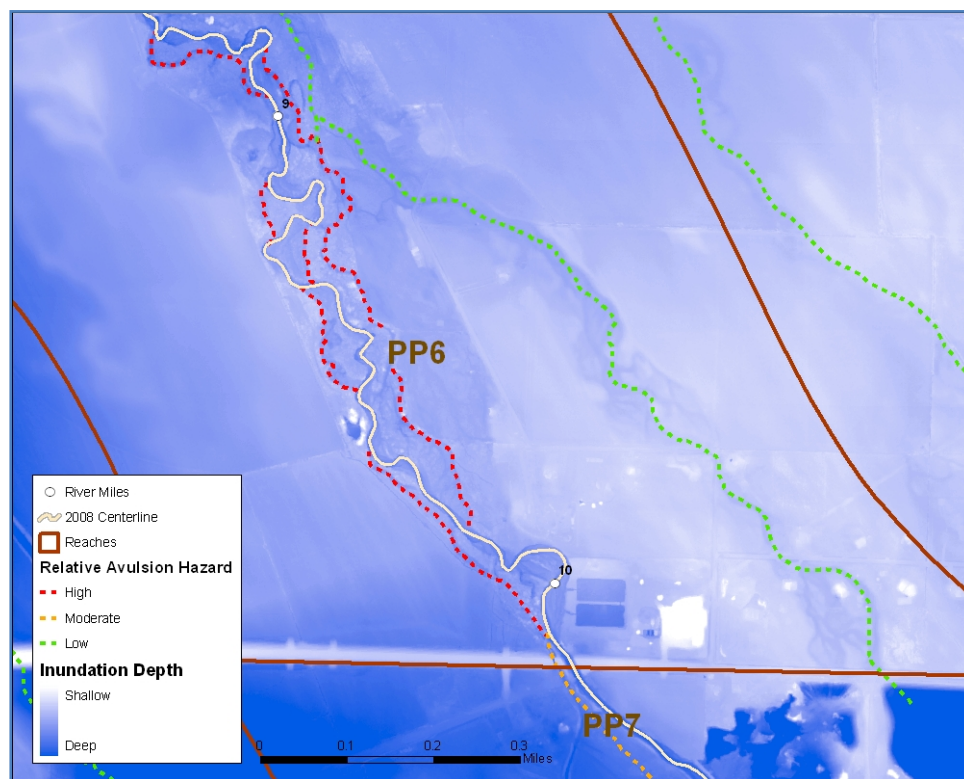 9
PP6
River Miles
2008 Centerline
Reaches
Relative Avulsion Hazard
High
Moderate
Low
Inundation Depth
Shallow
Deep
10
PP7
0 0.1 0.2 0.3
Miles